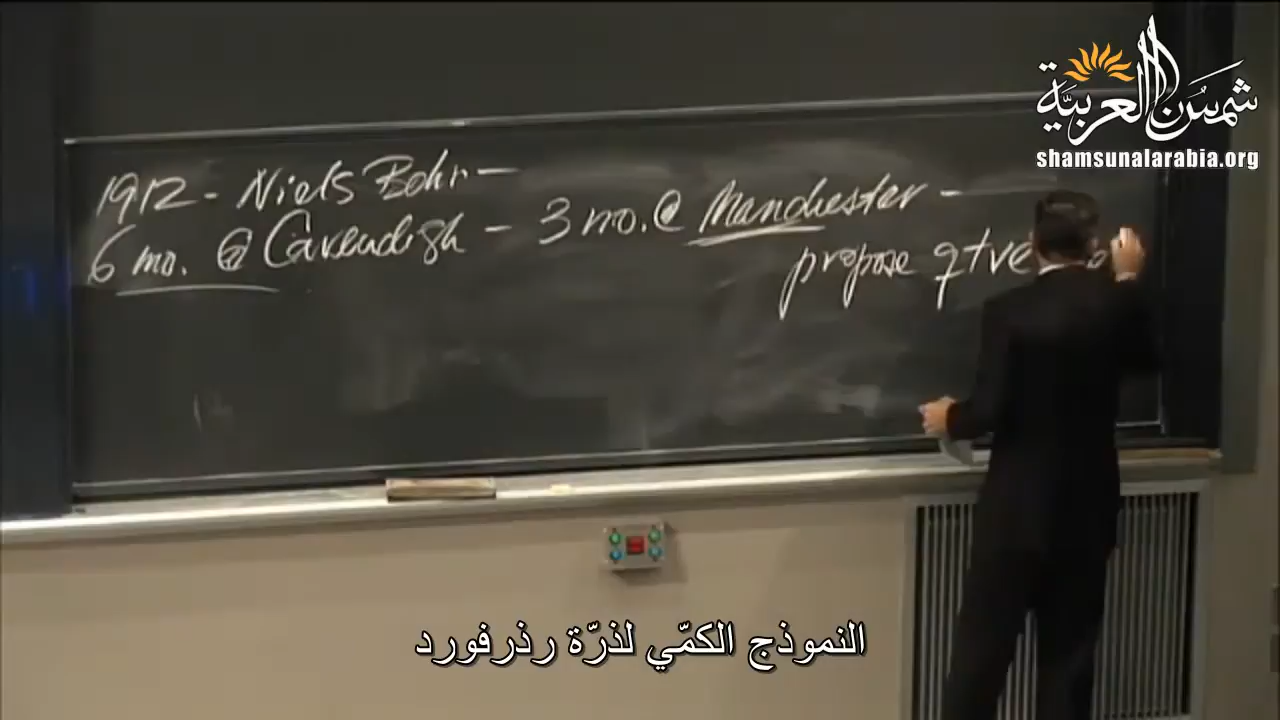 شمس العربية
shamsunalarabia.org
1912 - Niels Bohr -
6 mo. @ Cavendish - 3 mo. @ Manchester -
propose qtve
النموذج الكمّي لذرّة رذرفورد